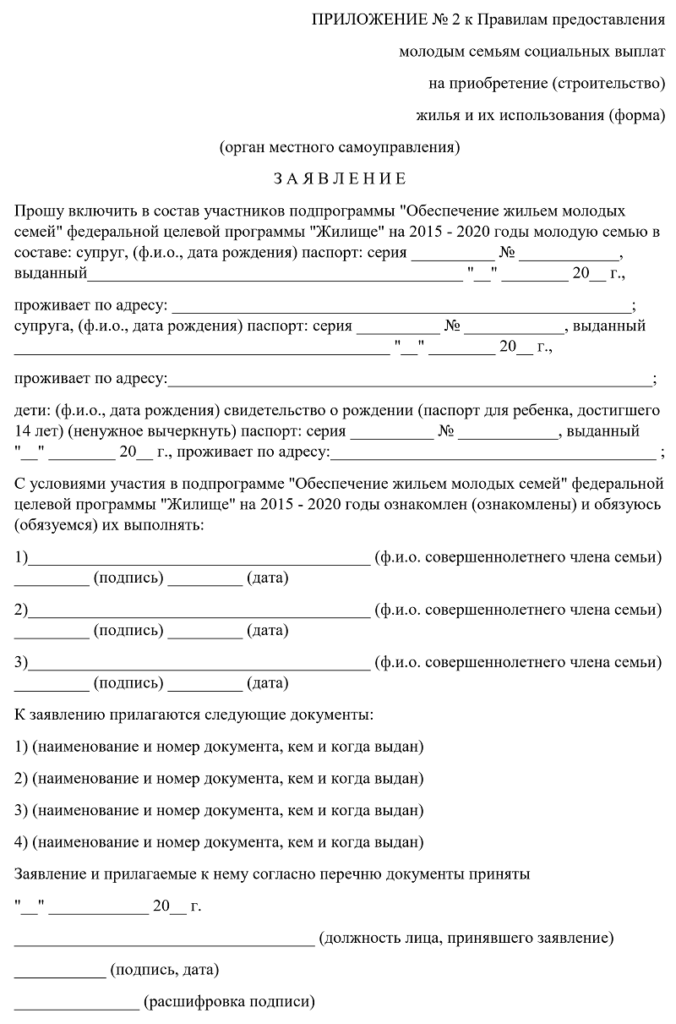 ПРИЛОЖЕНИЕ № 2 к Правилам предоставления
молодым семьям социальных выплат
на приобретение (строительство)
жилья и их использования (форма)
(орган местного самоуправления)
З А Я В Л Е Н И Е
Прошу включить в состав участников подпрограммы "Обеспечение жильем молодых
семей" федеральной целевой программы "Жилище" на 2015 - 2020 годы молодую семью в
составе: супруг, (ф.и.о., дата рождения) паспорт: серия __________ № ____________,
выданный_____________________________________________ "__" ________ 20__ г.,
проживает по адресу: _______________________________________________________;
супруга, (ф.и.о., дата рождения) паспорт: серия __________ № ____________, выданный
_____________________________________________ "__" ________ 20__ г.,
проживает по адресу:__________________________________________________________;
дети: (ф.и.о., дата рождения) свидетельство о рождении (паспорт для ребенка, достигшего
14 лет) (ненужное вычеркнуть) паспорт: серия __________ № ____________, выданный
"__" ________ 20__ г., проживает по адресу:_______________________________________ ;
С условиями участия в подпрограмме "Обеспечение жильем молодых семей" федеральной
целевой программы "Жилище" на 2015 - 2020 годы ознакомлен (ознакомлены) и обязуюсь
(обязуемся) их выполнять:
1)_________________________________________ (ф.и.о. совершеннолетнего члена семьи)
_________ (подпись) _________ (дата)
2)_________________________________________ (ф.и.о. совершеннолетнего члена семьи)
_________ (подпись) _________ (дата)
3)_________________________________________ (ф.и.о. совершеннолетнего члена семьи)
_________ (подпись) _________ (дата)
К заявлению прилагаются следующие документы:
1) (наименование и номер документа, кем и когда выдан)
2) (наименование и номер документа, кем и когда выдан)
3) (наименование и номер документа, кем и когда выдан)
4) (наименование и номер документа, кем и когда выдан)
Заявление и прилагаемые к нему согласно перечню документы приняты
"__" ____________ 20__ г.
____________________________________ (должность лица, принявшего заявление)
___________ (подпись, дата)
_______________ (расшифровка подписи)